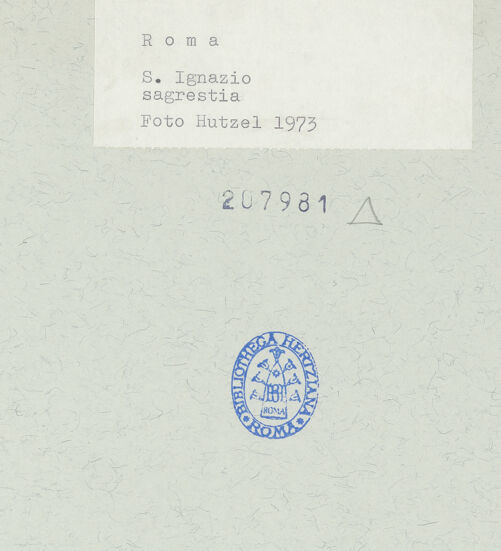 R o m a
S. Ignazio
sagrestia
Foto Hutzel 1973
207981
BIBLIOTHECA HERTZIANA
ROMA
ROMA